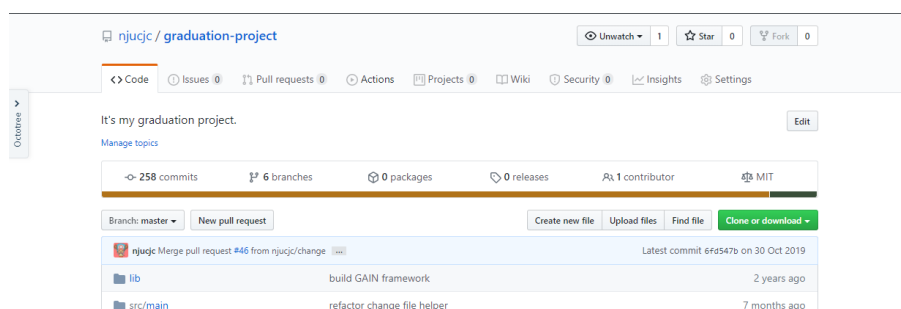 njucjc / graduation-project
Unwatch 1 Star 0 Fork 0
Code Issues 0 Pull requests 0 Actions Projects 0 Wiki Security 0 Insights Settings
Octotree
It's my graduation project. Edit
Manage topics
258 commits 6 branches 0 packages 0 releases 1 contributor MIT
Branch: master New pull request Create new file Upload files Find file Clone or download
njucjc Merge pull request #46 from njucjc/change ... Latest commit 6fd547b on 30 Oct 2019
lib build GAIN framework 2 years ago
src/main refactor change file helper 7 months ago